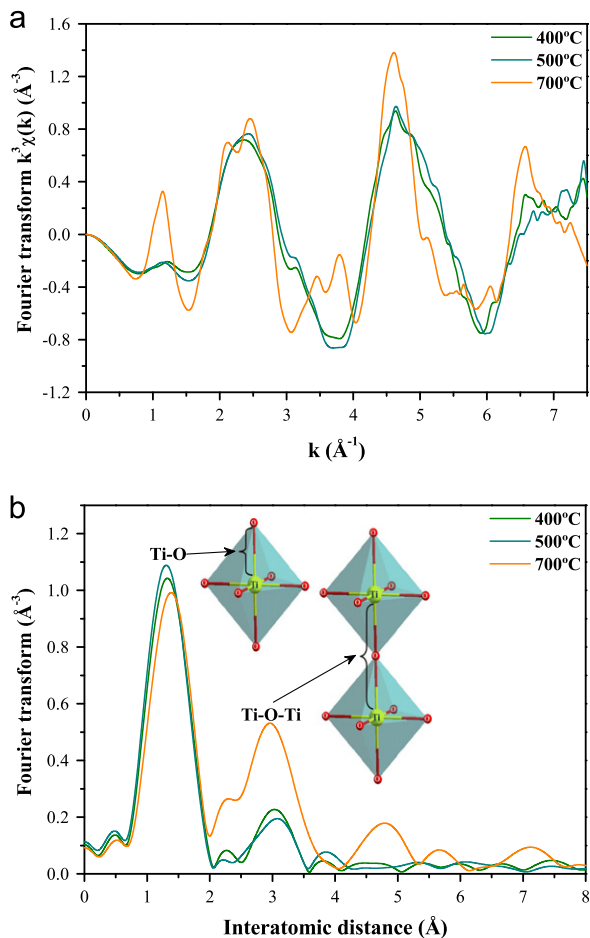 a
Fourier transform k³χ(k) (Å⁻³)
1.6
1.2
0.8
0.4
0.0
-0.4
-0.8
-1.2
400ºC
500ºC
700ºC
0 1 2 3 4 5 6 7
k (Å⁻¹)
b
Fourier transform (Å⁻³)
1.2
1.0
0.8
0.6
0.4
0.2
0.0
400ºC
500ºC
700ºC
Ti-O
O
O
O
Ti
O
O
O
O
O
O
Ti
O
O
O
Ti-O-Ti
O
O
Ti
O
O
O
0 1 2 3 4 5 6 7 8
Interatomic distance (Å)